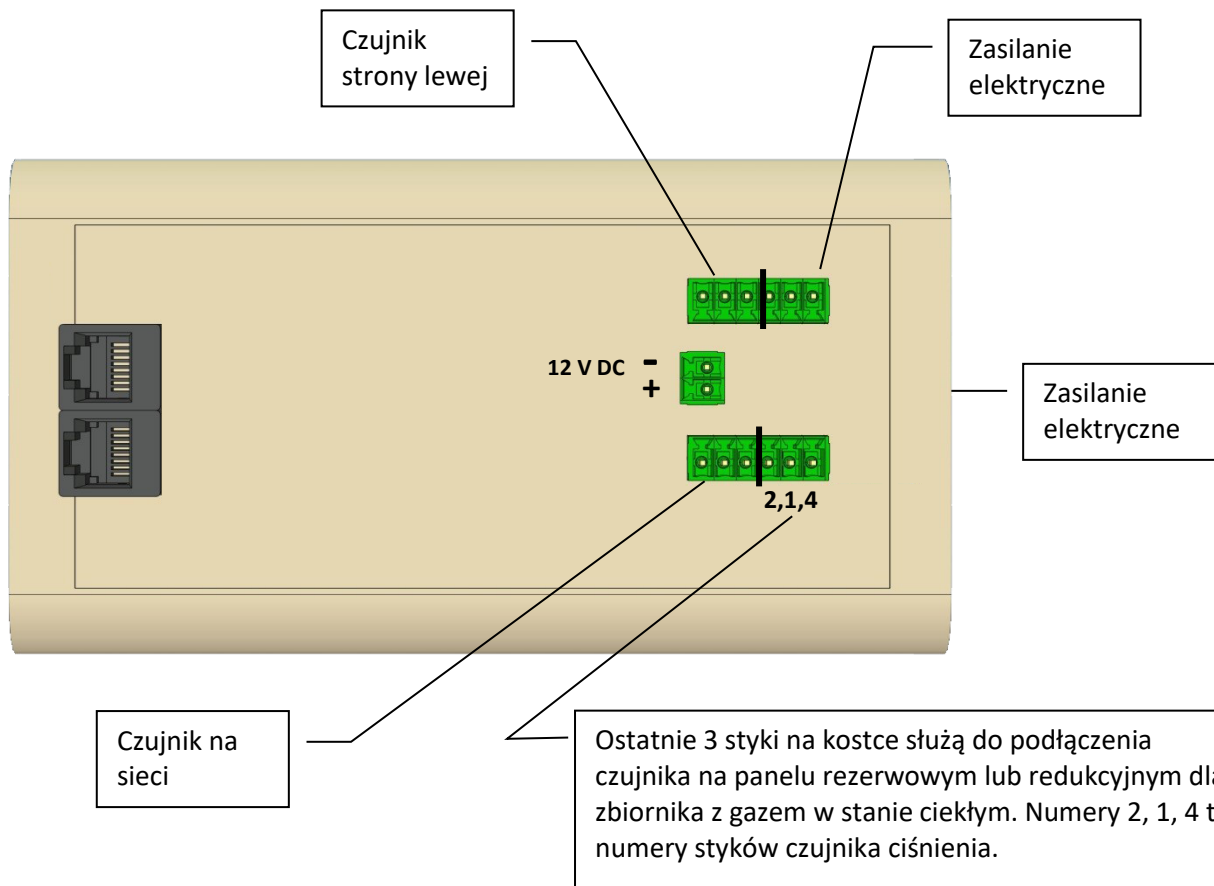 Czujnik
strony lewej
Zasilanie
elektryczne
12 V DC -
+
Zasilanie
elektryczne
2,1,4
Czujnik na
sieci
Ostatnie 3 styki na kostce służą do podłączenia
czujnika na panelu rezerwowym lub redukcyjnym
zbiornika z gazem w stanie ciekłym. Numery 2, 1, 4
numery styków czujnika ciśnienia.